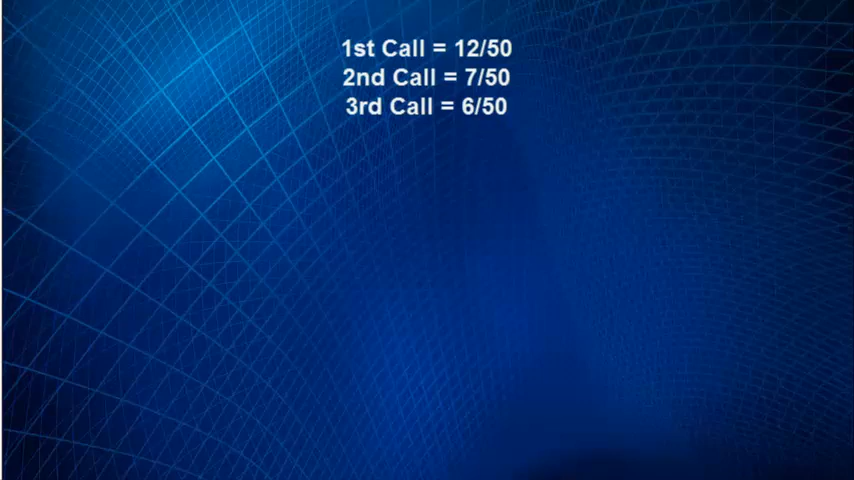 1st Call = 12/50
2nd Call = 7/50
3rd Call = 6/50